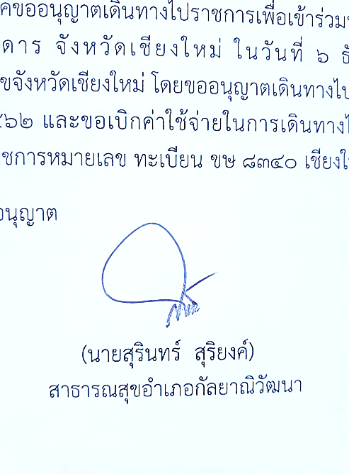 คขออนุญาตเดินทางไปราชการเพื่อเข้าร่วม
ดาร จังหวัดเชียงใหม่ ในวันที่ ๖
ขจังหวัดเชียงใหม่ โดยขออนุญาตเดินทางไป
๕๖๒ และขอเบิกค่าใช้จ่ายในการเดินทาง
ชการหมายเลข ทะเบียน ขษ ๘๓๔๐ เชียงใ
อนุญาต
(นายสุรินทร์ สุริยงค์)
สาธารณสุขอำเภอกัลยาณิวัฒนา